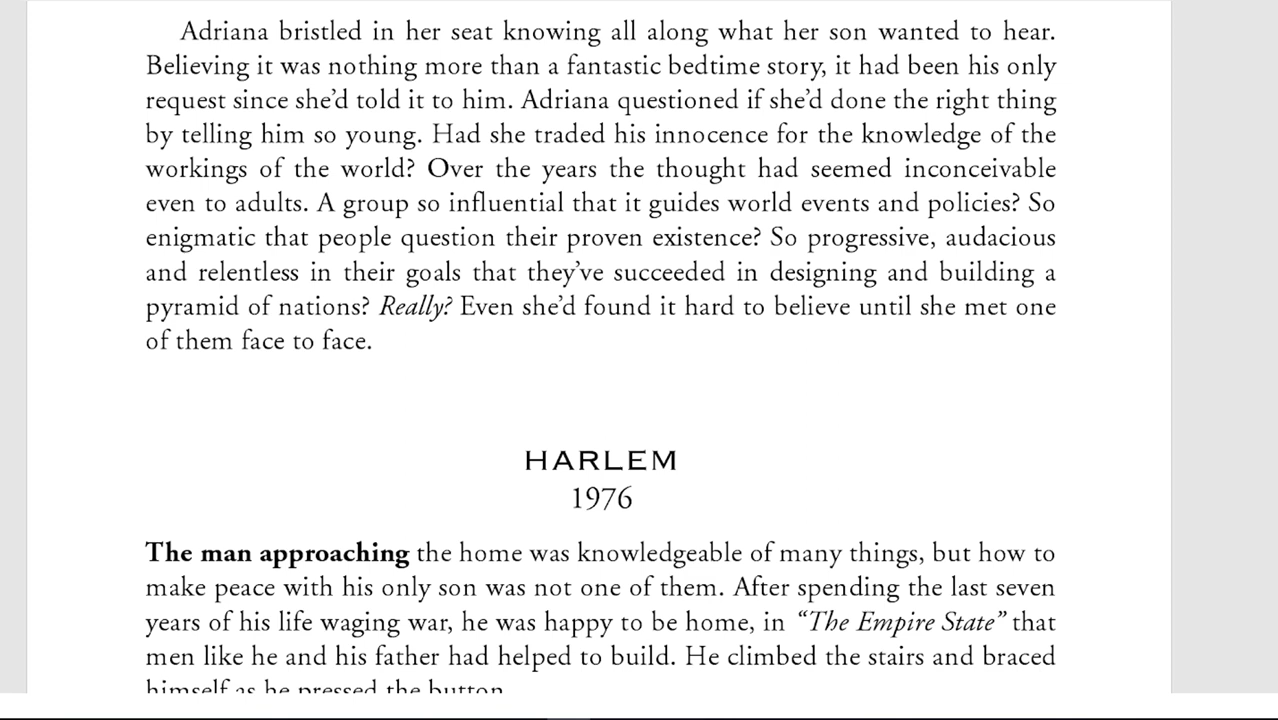 Adriana bristled in her seat knowing all along what her son wanted to hear.
Believing it was nothing more than a fantastic bedtime story, it had been his only
request since she’d told it to him. Adriana questioned if she’d done the right thing
by telling him so young. Had she traded his innocence for the knowledge of the
workings of the world? Over the years the thought had seemed inconceivable
even to adults. A group so influential that it guides world events and policies? So
enigmatic that people question their proven existence? So progressive, audacious
and relentless in their goals that they’ve succeeded in designing and building a
pyramid of nations? Really? Even she’d found it hard to believe until she met one
of them face to face.
HARLEM
1976
The man approaching the home was knowledgeable of many things, but how to
make peace with his only son was not one of them. After spending the last seven
years of his life waging war, he was happy to be home, in “The Empire State” that
men like he and his father had helped to build. He climbed the stairs and braced
himself as he pressed the button